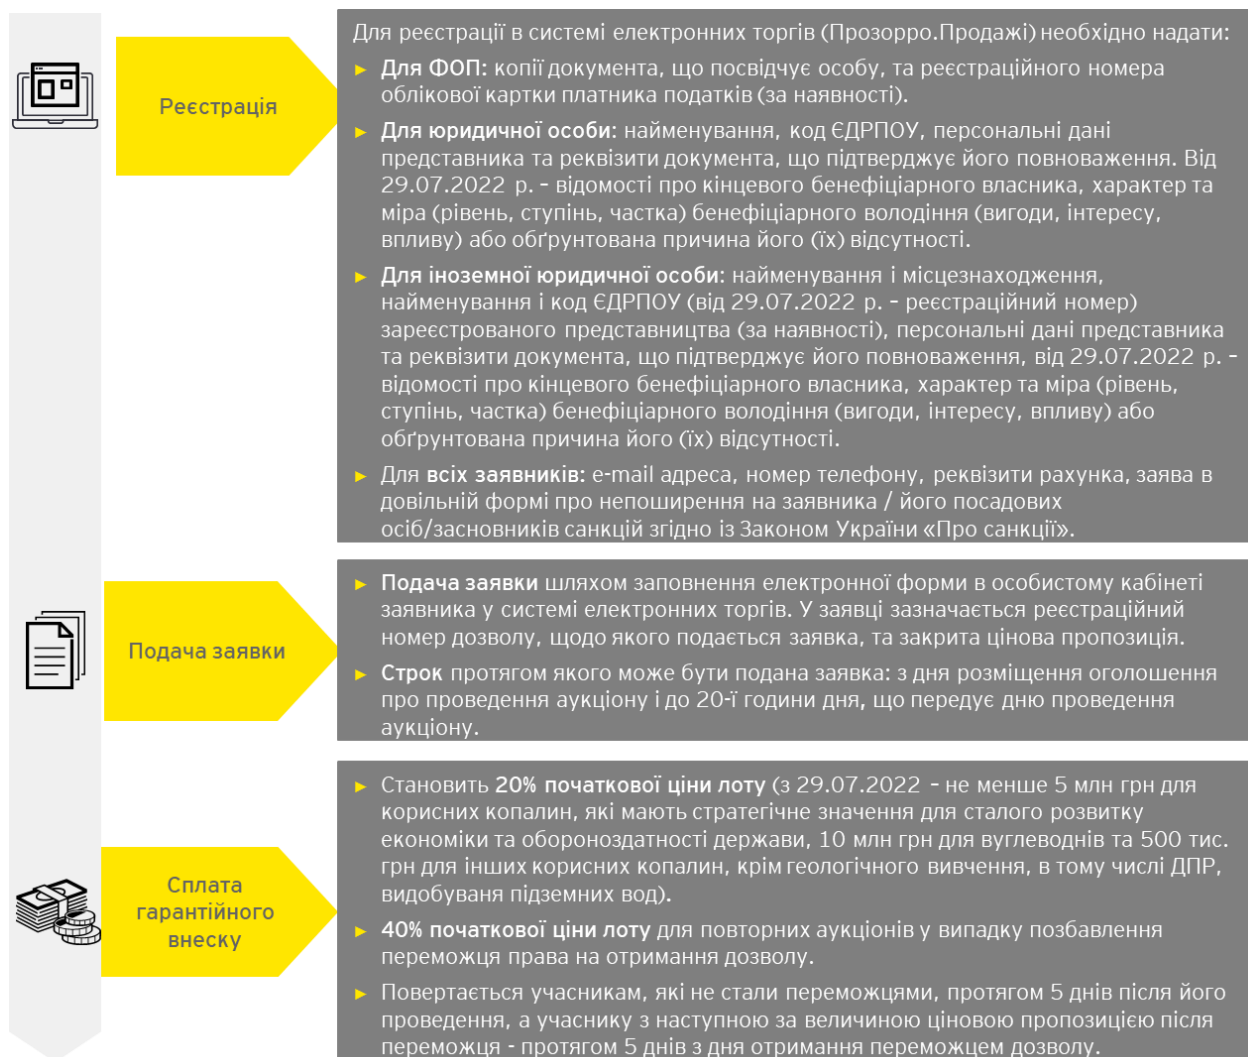 Реєстрація
Для реєстрації в системі електронних торгів (Прозорро.Продажі) необхідно надати:
► Для ФОП: копії документа, що посвідчує особу, та реєстраційного номера
облікової картки платника податків (за наявності).
► Для юридичної особи: найменування, код ЄДРПОУ, персональні дані
представника та реквізити документа, що підтверджує його повноваження. Від
29.07.2022 р. – відомості про кінцевого бенефіціарного власника, характер та
міра (рівень, ступінь, частка) бенефіціарного володіння (вигоди, інтересу,
впливу) або обґрунтована причина його (їх) відсутності.
► Для іноземної юридичної особи: найменування і місцезнаходження,
найменування і код ЄДРПОУ (від 29.07.2022 р. – реєстраційний номер)
зареєстрованого представництва (за наявності), персональні дані представника
та реквізити документа, що підтверджує його повноваження, від 29.07.2022 р. –
відомості про кінцевого бенефіціарного власника, характер та міра (рівень,
ступінь, частка) бенефіціарного володіння (вигоди, інтересу, впливу) або
обґрунтована причина його (їх) відсутності.
► Для всіх заявників: e-mail адреса, номер телефону, реквізити рахунка, заява в
довільній формі про непоширення на заявника / його посадових
осіб/засновників санкцій згідно із Законом України «Про санкції».
Подача заявки
► Подача заявки шляхом заповнення електронної форми в особистому кабінеті
заявника у системі електронних торгів. У заявці зазначається реєстраційний
номер дозволу, щодо якого подається заявка, та закрита цінова пропозиція.
► Строк протягом якого може бути подана заявка: з дня розміщення оголошення
про проведення аукціону і до 20-ї години дня, що передує дню проведення
аукціону.
Сплата
гарантійного
внеску
► Становить 20% початкової ціни лоту (з 29.07.2022 – не менше 5 млн грн для
корисних копалин, які мають стратегічне значення для сталого розвитку
економіки та обороноздатності держави, 10 млн грн для вуглеводнів та 500 тис.
грн для інших корисних копалин, крім геологічного вивчення, в тому числі ДПР,
видобуваня підземних вод).
► 40% початкової ціни лоту для повторних аукціонів у випадку позбавлення
переможця права на отримання дозволу.
► Повертається учасникам, які не стали переможцями, протягом 5 днів після його
проведення, а учаснику з наступною за величиною ціновою пропозицією після
переможця - протягом 5 днів з дня отримання переможцем дозволу.